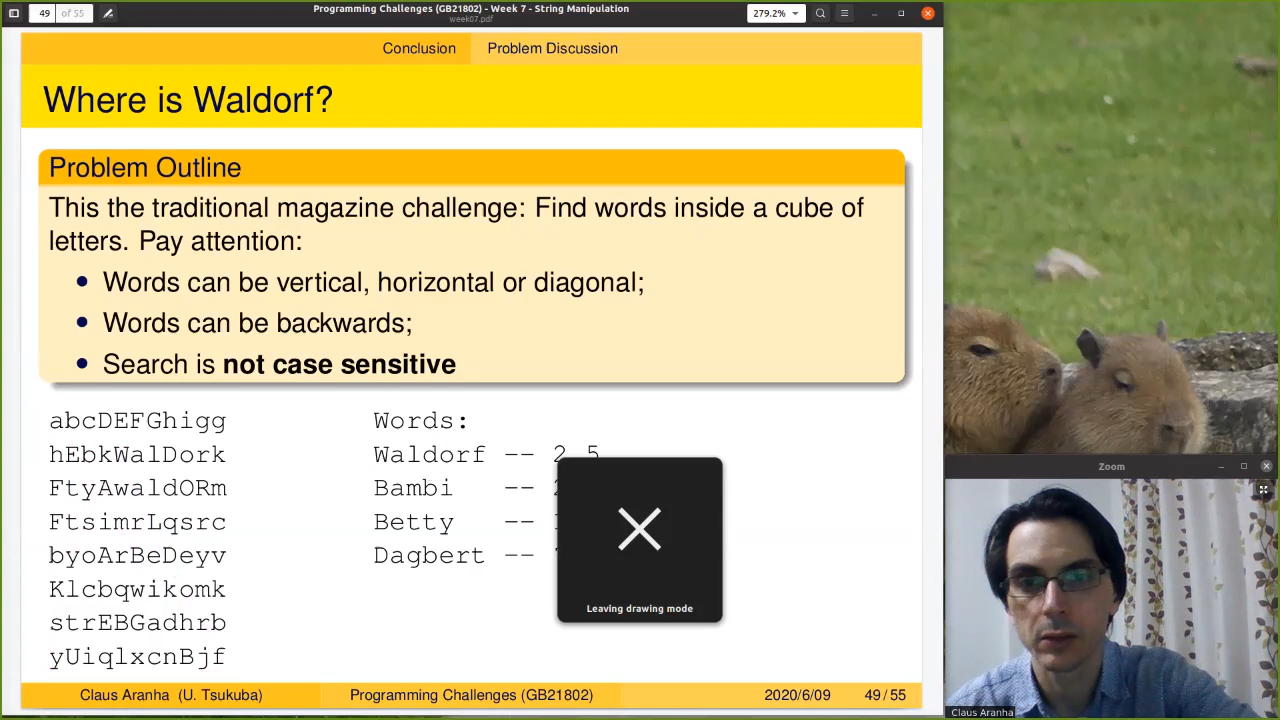 Programming Challenges (GB21802) - Week 7 - String Manipulation
week07.pdf
49 of 55
279.2%
Conclusion Problem Discussion
Where is Waldorf?
Problem Outline
This the traditional magazine challenge: Find words inside a cube of
letters. Pay attention:
Words can be vertical, horizontal or diagonal;
Words can be backwards;
Search is not case sensitive
abcDEFGhigg
hEbkWalDork
FtyAwaldORm
FtsimrLqsrc
byoArBeDeyv
Klcbqwikomk
strEBGadhrb
yUiqlxcnBjf
Words:
Waldorf -- 2 5
Bambi --
Betty --
Dagbert --
Leaving drawing mode
Claus Aranha (U. Tsukuba) Programming Challenges (GB21802) 2020/6/09 49 / 55
Zoom
Claus Aranha